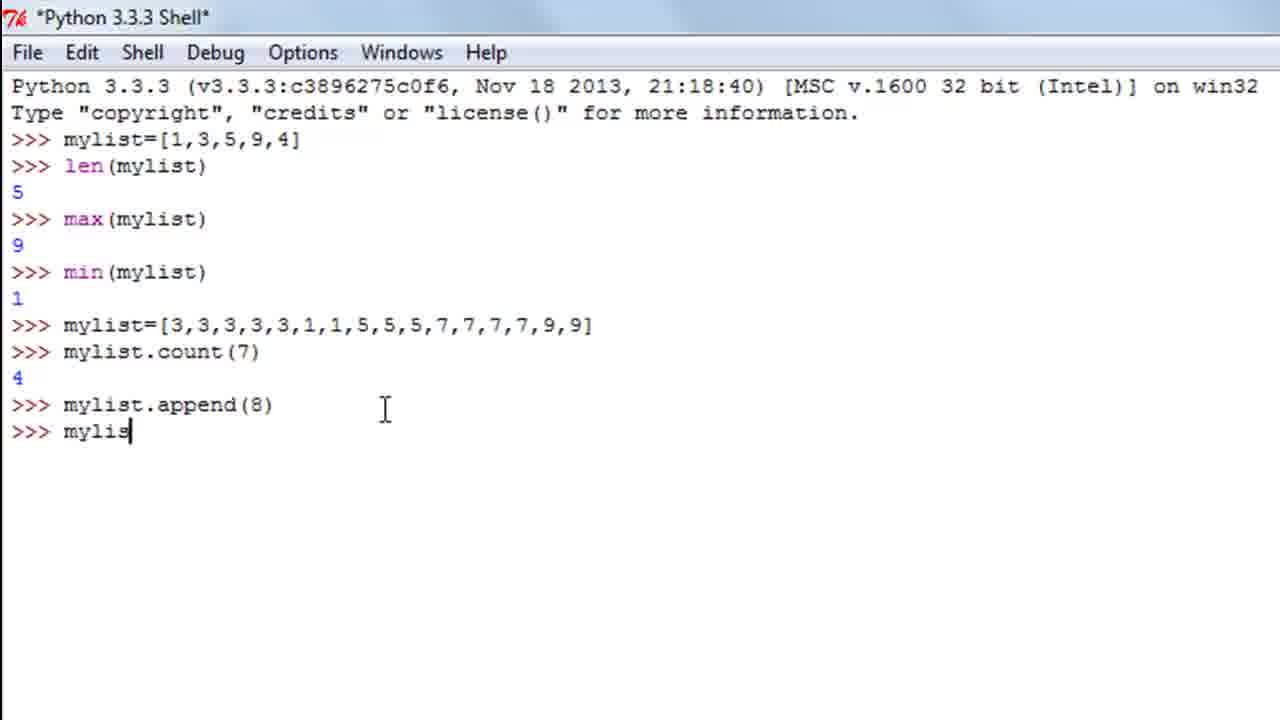 *Python 3.3.3 Shell*
File Edit Shell Debug Options Windows Help
Python 3.3.3 (v3.3.3:c3896275c0f6, Nov 18 2013, 21:18:40) [MSC v.1600 32 bit (Intel)] on win32
Type "copyright", "credits" or "license()" for more information.
>>> mylist=[1,3,5,9,4]
>>> len(mylist)
5
>>> max(mylist)
9
>>> min(mylist)
1
>>> mylist=[3,3,3,3,3,1,1,5,5,5,7,7,7,7,9,9]
>>> mylist.count(7)
4
>>> mylist.append(8)
>>> mylis